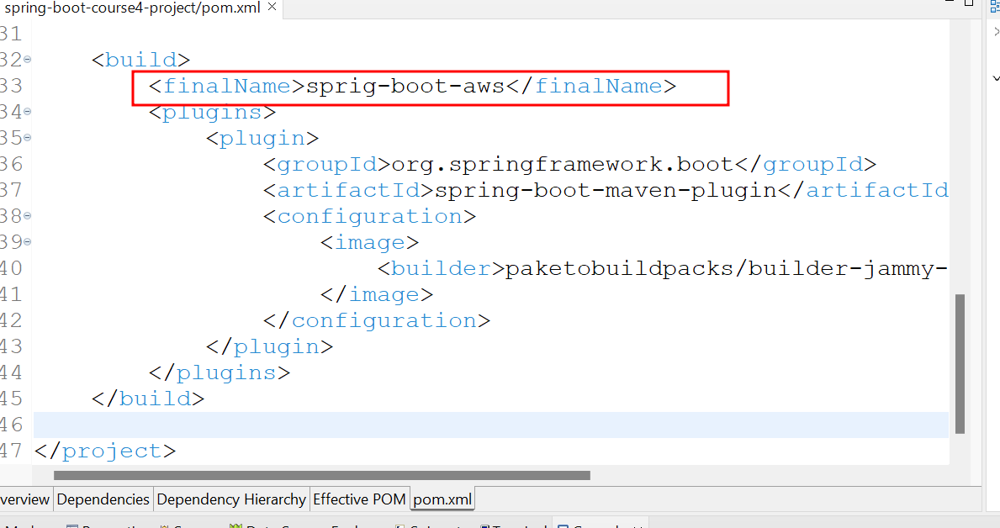 spring-boot-course4-project/pom.xml
31
32 <build>
33 <finalName>sprig-boot-aws</finalName>
34 <plugins>
35 <plugin>
36 <groupId>org.springframework.boot</groupId>
37 <artifactId>spring-boot-maven-plugin</artifactId
38 <configuration>
39 <image>
40 <builder>paketobuildpacks/builder-jammy-
41 </image>
42 </configuration>
43 </plugin>
44 </plugins>
45 </build>
46
47 </project>
verview Dependencies Dependency Hierarchy Effective POM pom.xml